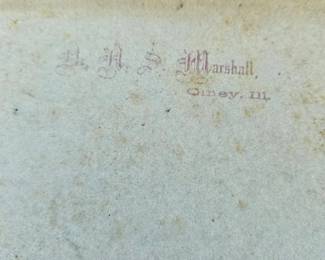 S. Marshall,
Olney, Ill.